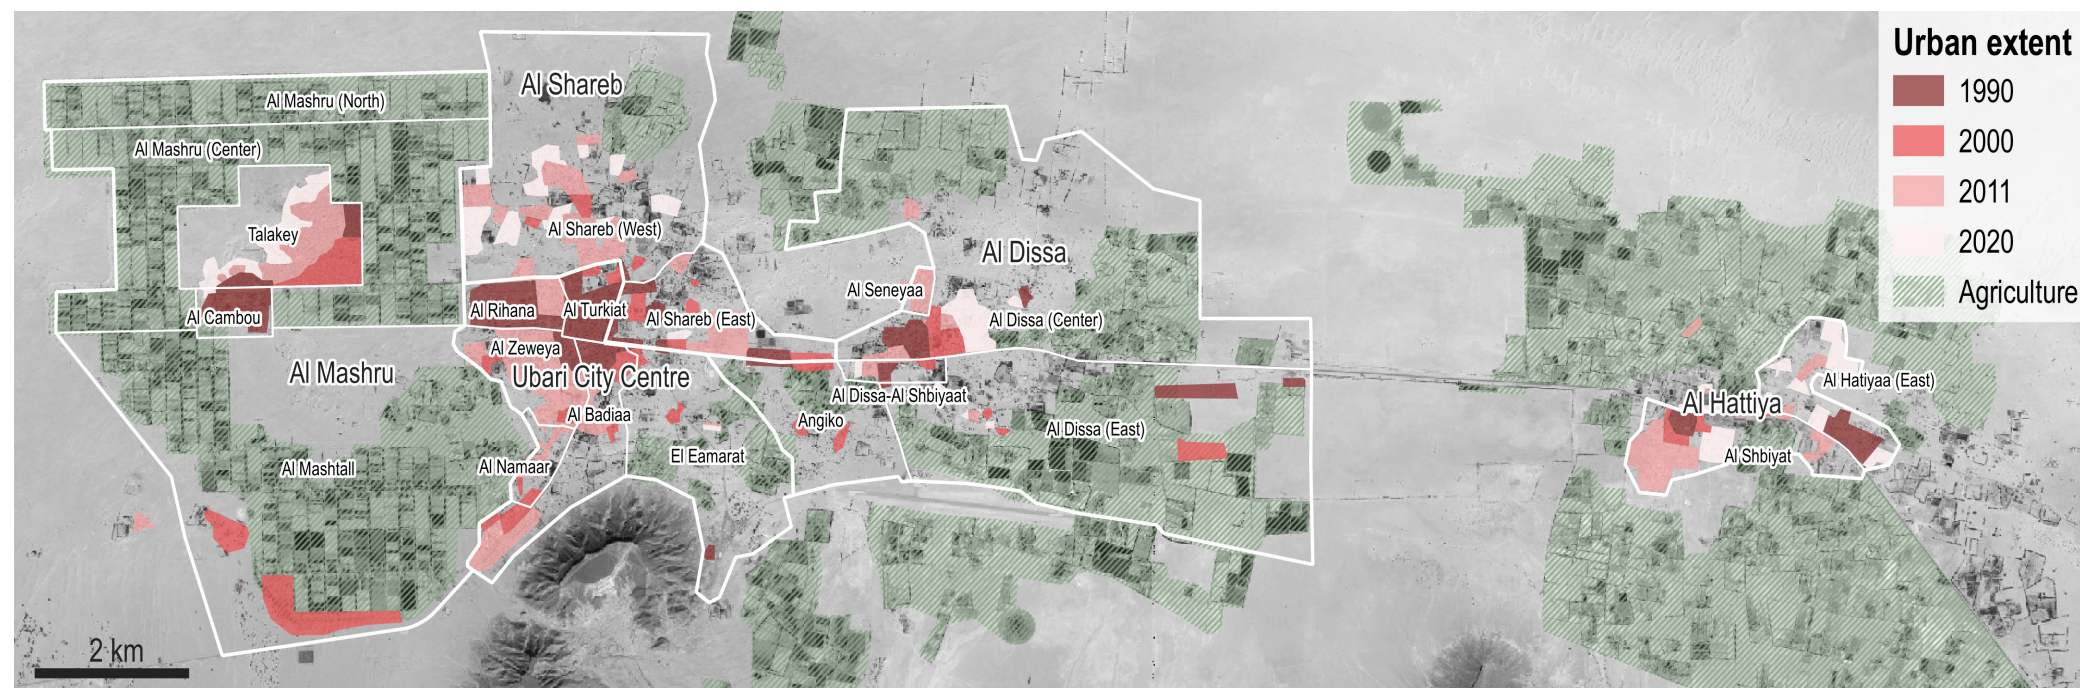 Urban extent
1990
2000
2011
2020
Agriculture
Al Shareb
Al Mashru (North)
Al Mashru (Center)
Talakey
Al Shareb (West)
Al Dissa
Al Seneyaa
Al Cambou
Al Rihana
Al Turkiat
Al Shareb (East)
Al Dissa (Center)
Al Zeweya
Al Mashru
Ubari City Centre
Al Dissa-Al Shbiyaat
Al Hatiyaa (East)
Al Hattiya
Al Badiaa
Angiko
Al Dissa (East)
Al Mashtall
Al Namaar
El Eamarat
Al Shbiyat
2 km